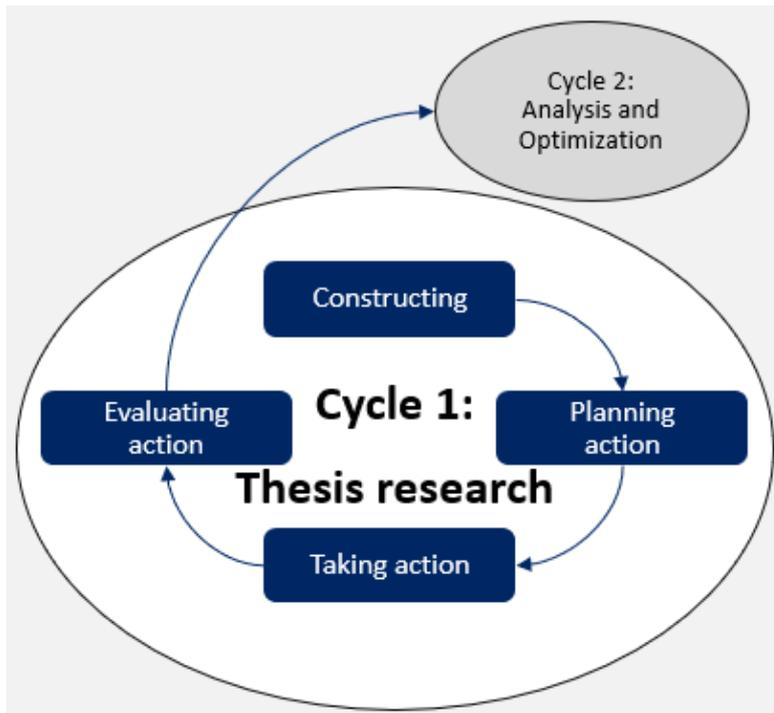 Cycle 2:
Analysis and
Optimization
Constructing
Evaluating
action
Cycle 1:
Thesis research
Planning
action
Taking action